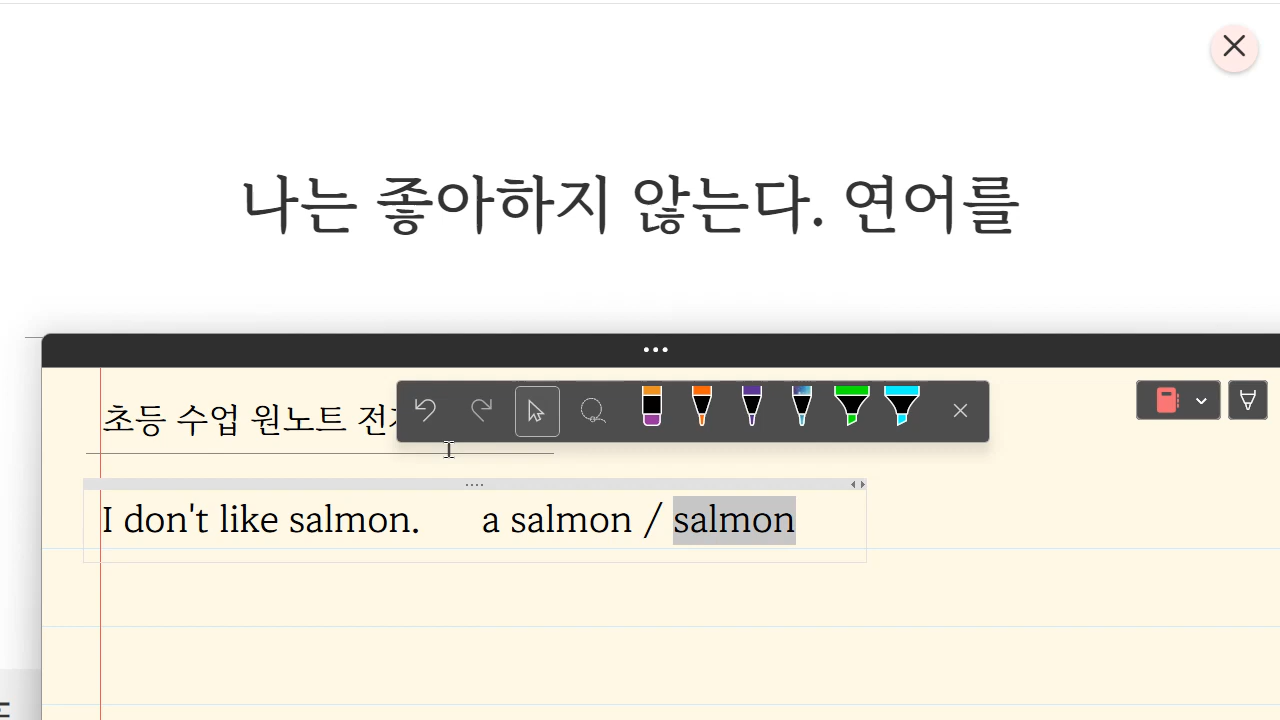 나는 좋아하지 않는다. 연어를
초등 수업 원노트
I don't like salmon. a salmon / salmon